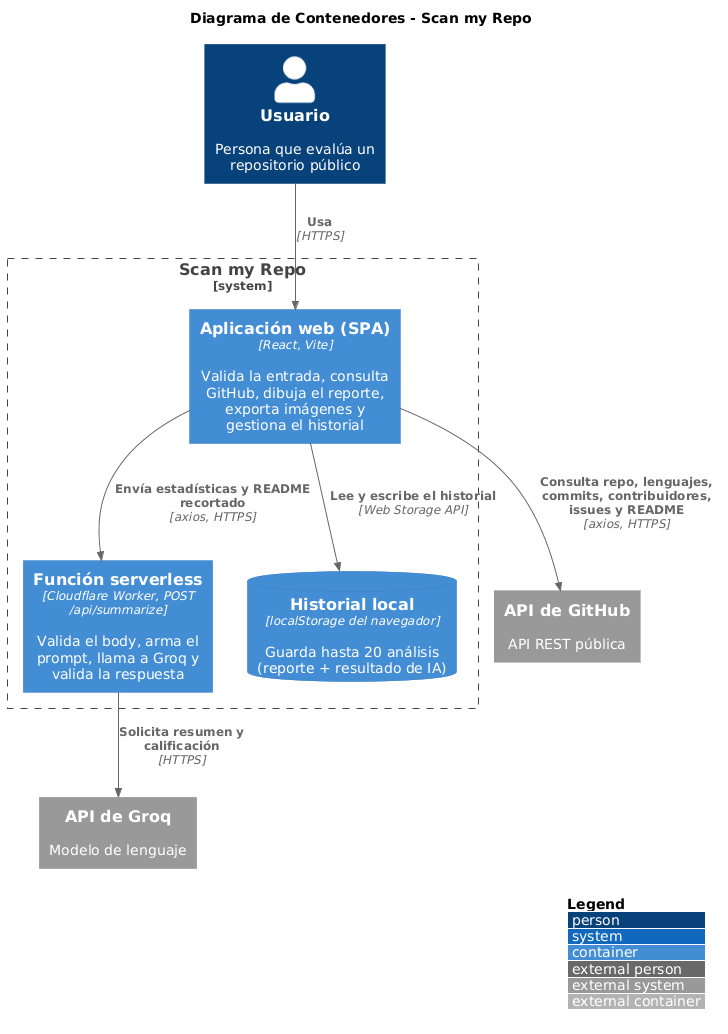 Diagrama de Contenedores - Scan my Repo
Usuario
Persona que evalúa un
repositorio público
Usa
[HTTPS]
Scan my Repo
[system]
Aplicación web (SPA)
[React, Vite]
Valida la entrada, consulta
GitHub, dibuja el reporte,
exporta imágenes y
gestiona el historial
Envía estadísticas y README
recortado
[axios, HTTPS]
Lee y escribe el historial
[Web Storage API]
Consulta repo, lenguajes,
commits, contribuidores,
issues y README
[axios, HTTPS]
Función serverless
[Cloudflare Worker, POST
/api/summarize]
Valida el body, arma el
prompt, llama a Groq y
valida la respuesta
Historial local
[localStorage del navegador]
Guarda hasta 20 análisis
(reporte + resultado de IA)
API de GitHub
API REST pública
Solicita resumen y
calificación
[HTTPS]
API de Groq
Modelo de lenguaje
Legend
person
system
container
external person
external system
external container